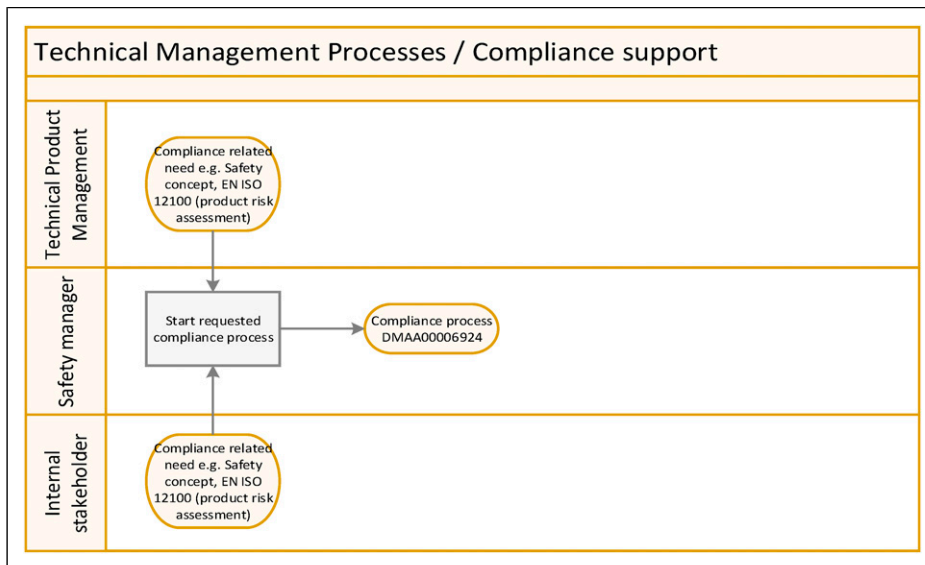 Technical Management Processes / Compliance support
Technical Product
Management
Compliance related
need e.g. Safety
concept, EN ISO
12100 (product risk
assessment)
Safety manager
Start requested
compliance process
Compliance process
DMAA00006924
Internal
stakeholder
Compliance related
need e.g. Safety
concept, EN ISO
12100 (product risk
assessment)